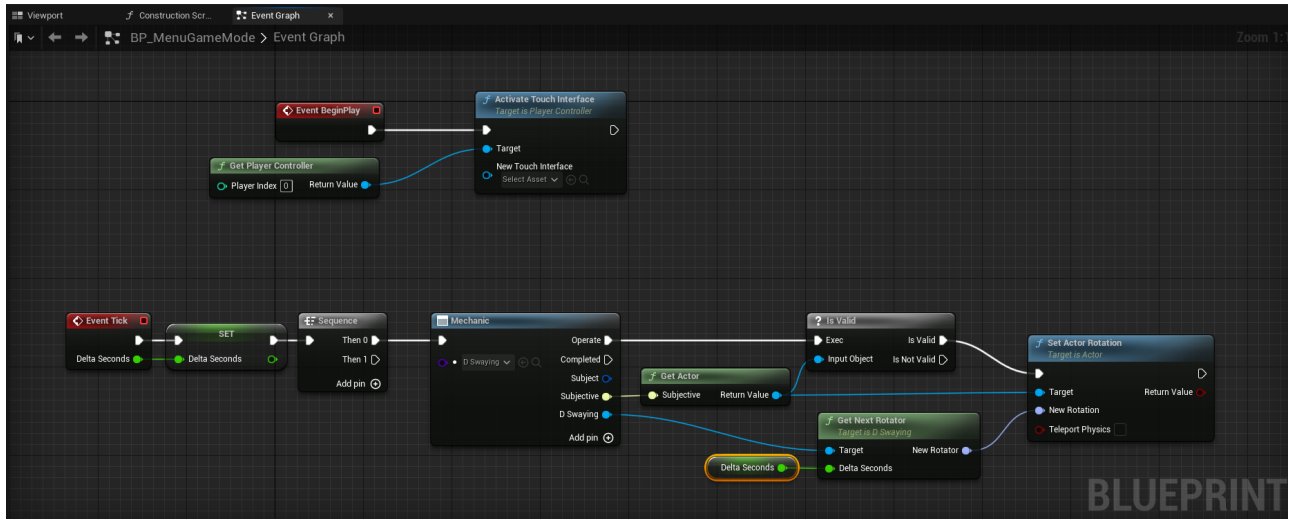 Viewport
Construction Scr...
Event Graph
BP_MenuGameMode > Event Graph
Zoom 1:1
Event BeginPlay
Activate Touch Interface
Target is Player Controller
Target
New Touch Interface
Select Asset
Get Player Controller
Player Index 0 Return Value
Event Tick
Delta Seconds
SET
Delta Seconds
Sequence
Then 0
Then 1
Add pin
Mechanic
Operate
D Swaying Completed
Subject
Subjective
D Swaying
Add pin
Get Actor
Subjective Return Value
? Is Valid
Exec Is Valid
Input Object Is Not Valid
Get Next Rotator
Target is D Swaying
Target New Rotator
Delta Seconds
Delta Seconds
Set Actor Rotation
Target is Actor
Target Return Value
New Rotation
Teleport Physics
BLUEPRINT